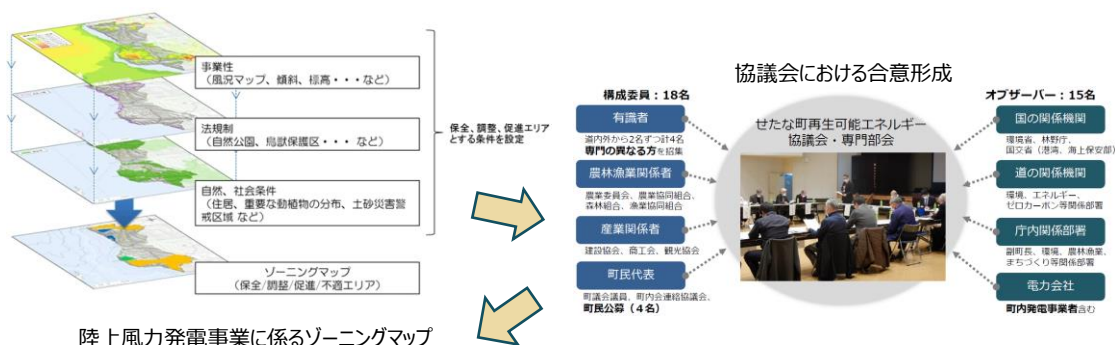 事業性
(風況マップ、傾斜、標高・・・など)
法規制
(自然公園、鳥獣保護区・・・ など)
自然、社会条件
(住居、重要な動植物の分布、土砂災害警
戒区域 など)
ゾーニングマップ
(保全/調整/促進/不適エリア)
保全、調整、促進エリア
とする条件を設定
陸上風力発電事業に係るゾーニングマップ
協議会における合意形成
構成委員:18名
有識者
道内外から2名ずつ計4名
専門の異なる方を招集
農林漁業関係者
農業委員会、農業協同組合、
森林組合、漁業協同組合
産業関係者
建設協会、商工会、観光協会
町民代表
町議会議員、町内会連絡協議会、
町民公募(4名)
せたな町再生可能エネルギー
協議会・専門部会
オブザーバー:15名
国の関係機関
環境省、林野庁、
国交省(港湾、海上保安部)
道の関係機関
環境、エネルギー、
ゼロカーボン等関係部署
庁内関係部署
副町長、環境、農林漁業、
まちづくり等関係部署
電力会社
町内発電事業者含む